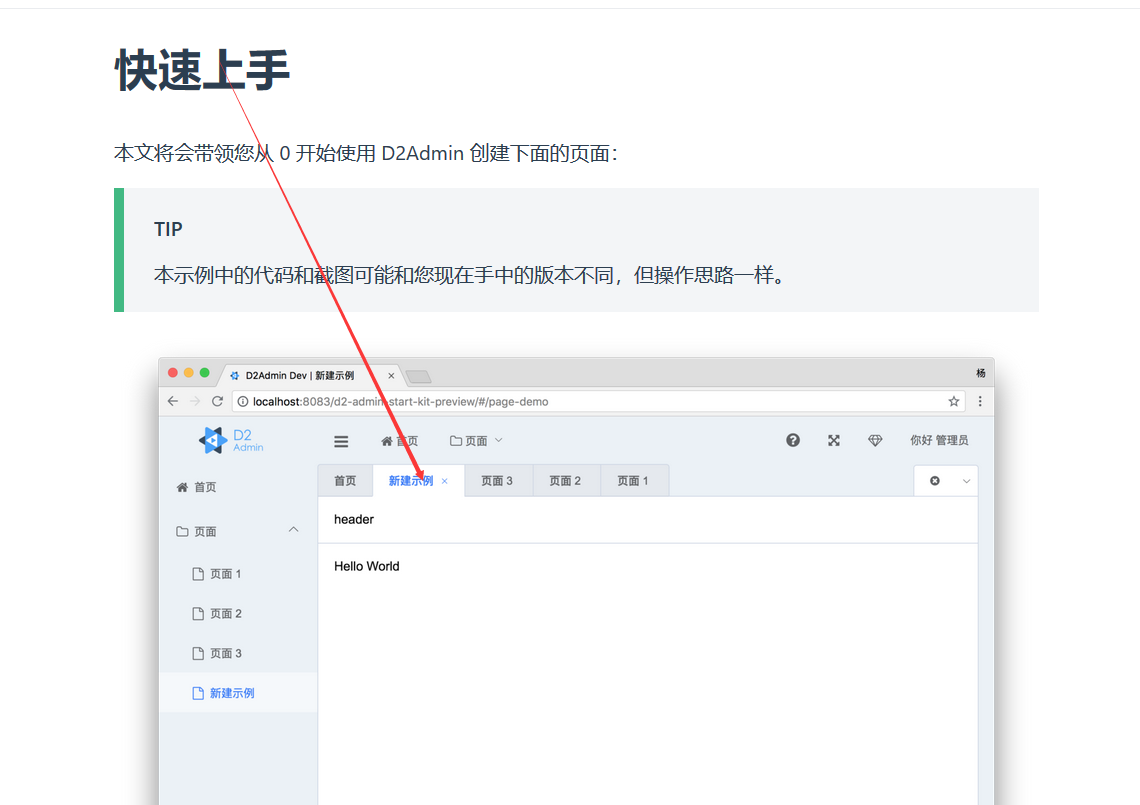 快速上手
本文将会带领您从 0 开始使用 D2Admin 创建下面的页面：
TIP
本示例中的代码和截图可能和您现在手中的版本不同，但操作思路一样。
D2Admin Dev | 新建示例
杨
localhost:8083/d2-admin-start-kit-preview/#/page-demo
D2 Admin
首页 页面 你好 管理员
首页 新建示例 页面 3 页面 2 页面 1
首页
header
页面
Hello World
页面 1
页面 2
页面 3
新建示例